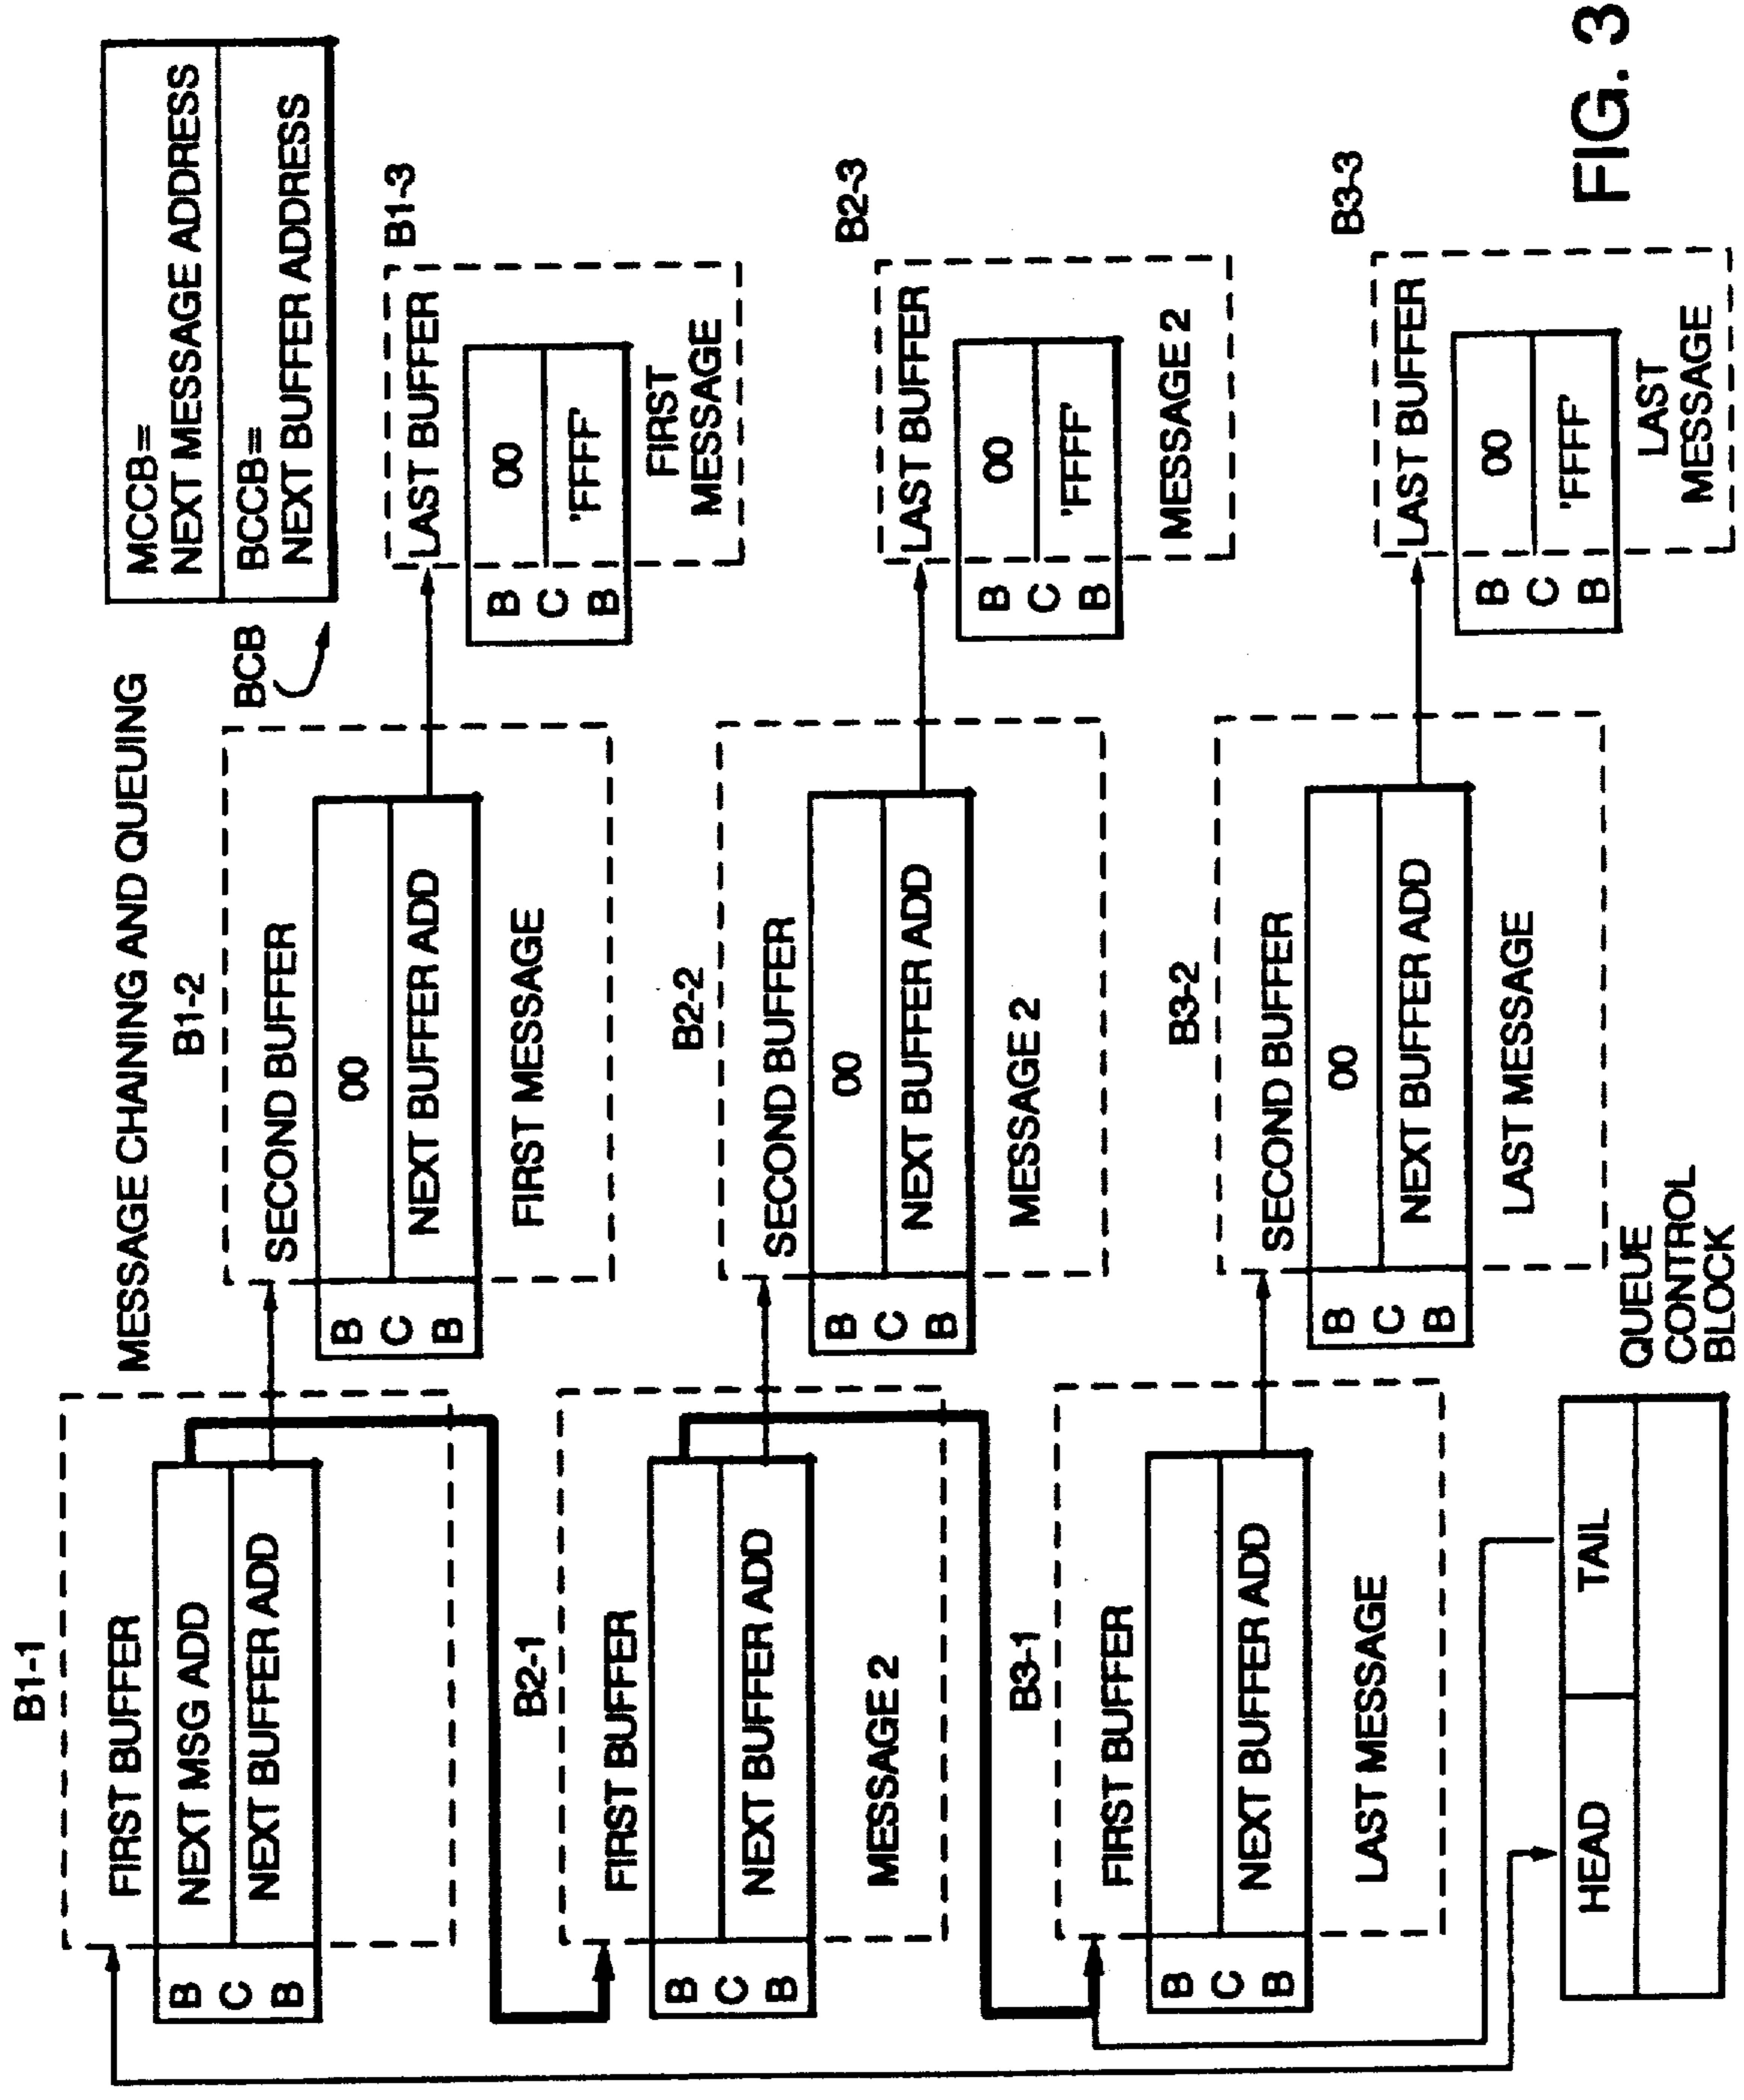 MESSAGE CHAINING AND QUEUING
BCB
MCCB=
NEXT MESSAGE ADDRESS
BCCB=
NEXT BUFFER ADDRESS
B1-1
FIRST BUFFER
B
C
B
NEXT MSG ADD
NEXT BUFFER ADD
B1-2
SECOND BUFFER
B
C
B
00
NEXT BUFFER ADD
FIRST MESSAGE
B1-3
LAST BUFFER
B
C
B
00
'FFFF'
FIRST
MESSAGE
B2-1
FIRST BUFFER
B
C
B
NEXT BUFFER ADD
MESSAGE 2
B2-2
SECOND BUFFER
B
C
B
00
NEXT BUFFER ADD
MESSAGE 2
B2-3
LAST BUFFER
B
C
B
00
'FFFF'
MESSAGE 2
B3-1
FIRST BUFFER
B
C
B
NEXT BUFFER ADD
LAST MESSAGE
B3-2
SECOND BUFFER
B
C
B
00
NEXT BUFFER ADD
LAST MESSAGE
B3-3
LAST BUFFER
B
C
B
00
'FFFF'
LAST
MESSAGE
HEAD
TAIL
QUEUE
CONTROL
BLOCK
FIG. 3